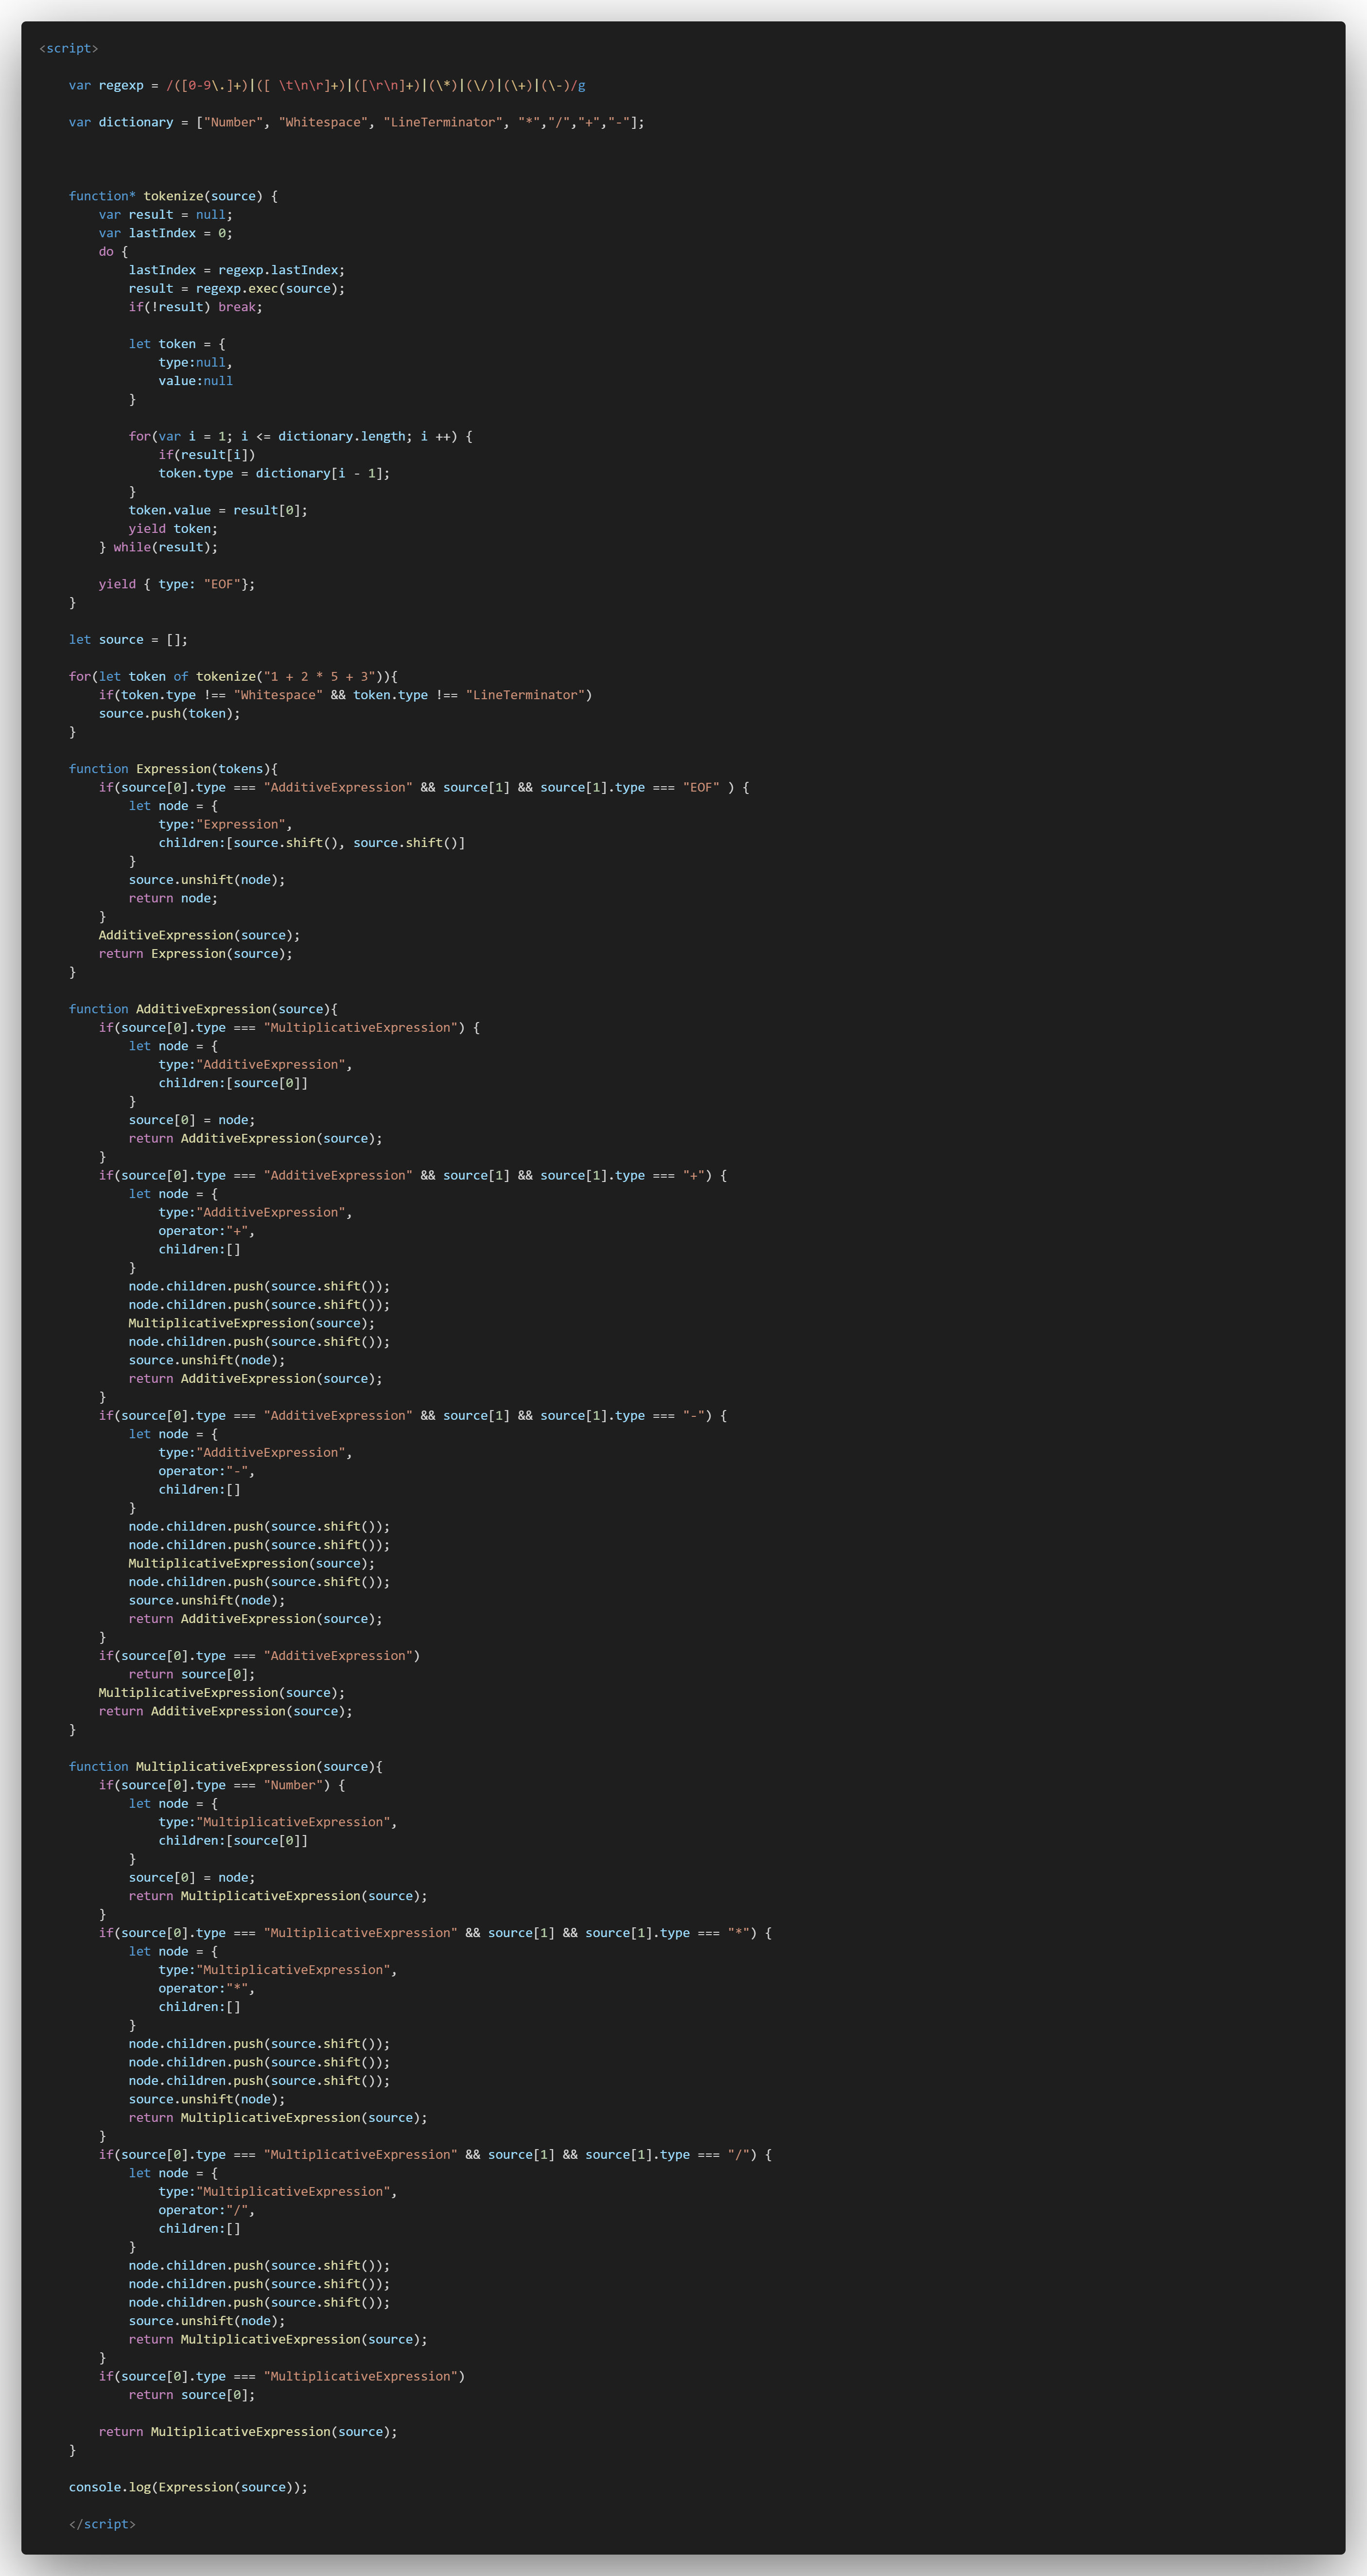 <script>
var regexp = /([0-9\.]+)|([ \t\n\r]+)|([\r\n]+)|(\*)|(\/)|(\+)|(\-)/g
var dictionary = ["Number", "Whitespace", "LineTerminator", "*","/","+","-"];
function* tokenize(source) {
    var result = null;
    var lastIndex = 0;
    do {
        lastIndex = regexp.lastIndex;
        result = regexp.exec(source);
        if(!result) break;
        let token = {
            type:null,
            value:null
        }
        for(var i = 1; i <= dictionary.length; i ++) {
            if(result[i])
            token.type = dictionary[i - 1];
        }
        token.value = result[0];
        yield token;
    } while(result);
    yield { type: "EOF"};
}
let source = [];
for(let token of tokenize("1 + 2 * 5 + 3")){
    if(token.type !== "Whitespace" && token.type !== "LineTerminator")
    source.push(token);
}
function Expression(tokens){
    if(source[0].type === "AdditiveExpression" && source[1] && source[1].type === "EOF" ) {
        let node = {
            type:"Expression",
            children:[source.shift(), source.shift()]
        }
        source.unshift(node);
        return node;
    }
    AdditiveExpression(source);
    return Expression(source);
}
function AdditiveExpression(source){
    if(source[0].type === "MultiplicativeExpression") {
        let node = {
            type:"AdditiveExpression",
            children:[source[0]]
        }
        source[0] = node;
        return AdditiveExpression(source);
    }
    if(source[0].type === "AdditiveExpression" && source[1] && source[1].type === "+") {
        let node = {
            type:"AdditiveExpression",
            operator:"+",
            children:[]
        }
        node.children.push(source.shift());
        node.children.push(source.shift());
        MultiplicativeExpression(source);
        node.children.push(source.shift());
        source.unshift(node);
        return AdditiveExpression(source);
    }
    if(source[0].type === "AdditiveExpression" && source[1] && source[1].type === "-") {
        let node = {
            type:"AdditiveExpression",
            operator:"-",
            children:[]
        }
        node.children.push(source.shift());
        node.children.push(source.shift());
        MultiplicativeExpression(source);
        node.children.push(source.shift());
        source.unshift(node);
        return AdditiveExpression(source);
    }
    if(source[0].type === "AdditiveExpression")
        return source[0];
    MultiplicativeExpression(source);
    return AdditiveExpression(source);
}
function MultiplicativeExpression(source){
    if(source[0].type === "Number") {
        let node = {
            type:"MultiplicativeExpression",
            children:[source[0]]
        }
        source[0] = node;
        return MultiplicativeExpression(source);
    }
    if(source[0].type === "MultiplicativeExpression" && source[1] && source[1].type === "*") {
        let node = {
            type:"MultiplicativeExpression",
            operator:"*",
            children:[]
        }
        node.children.push(source.shift());
        node.children.push(source.shift());
        node.children.push(source.shift());
        source.unshift(node);
        return MultiplicativeExpression(source);
    }
    if(source[0].type === "MultiplicativeExpression" && source[1] && source[1].type === "/") {
        let node = {
            type:"MultiplicativeExpression",
            operator:"/",
            children:[]
        }
        node.children.push(source.shift());
        node.children.push(source.shift());
        node.children.push(source.shift());
        source.unshift(node);
        return MultiplicativeExpression(source);
    }
    if(source[0].type === "MultiplicativeExpression")
        return source[0];
    return MultiplicativeExpression(source);
}
console.log(Expression(source));
</script>